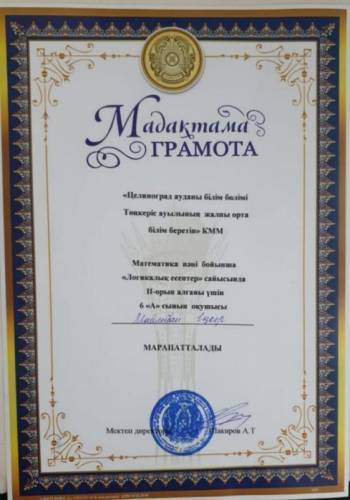 Мадақтама
ГРАМОТА
«Целиноград ауданы білім бөлімі
Төңкеріс ауылының жалпы орта
білім беретін» КММ
Математика пәні бойынша
«Логикалық есептер» сайысында
ІІ-орын алғаны үшін
6 «А» сынып оқушысы
МАРАПАТТАЛАДЫ
Мектеп директоры Шакиров А.Т